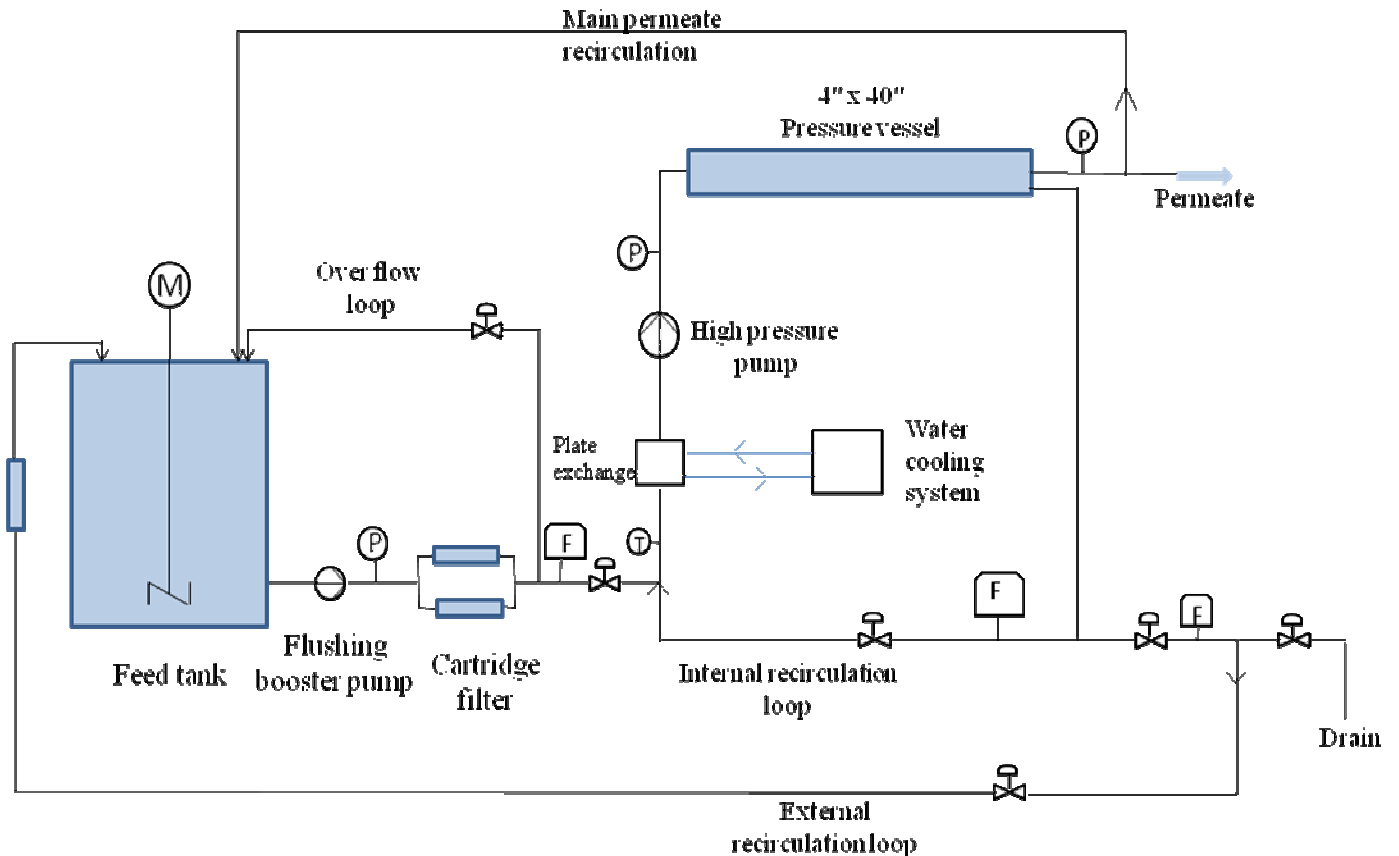 Main permeate
recirculation
4" x 40"
Pressure vessel
P
Permeate
P
M
Over flow
loop
High pressure
pump
Plate
exchange
Water
cooling
system
P
F
T
F
F
Feed tank
Flushing
booster pump
Cartridge
filter
Internal recirculation
loop
Drain
External
recirculation loop